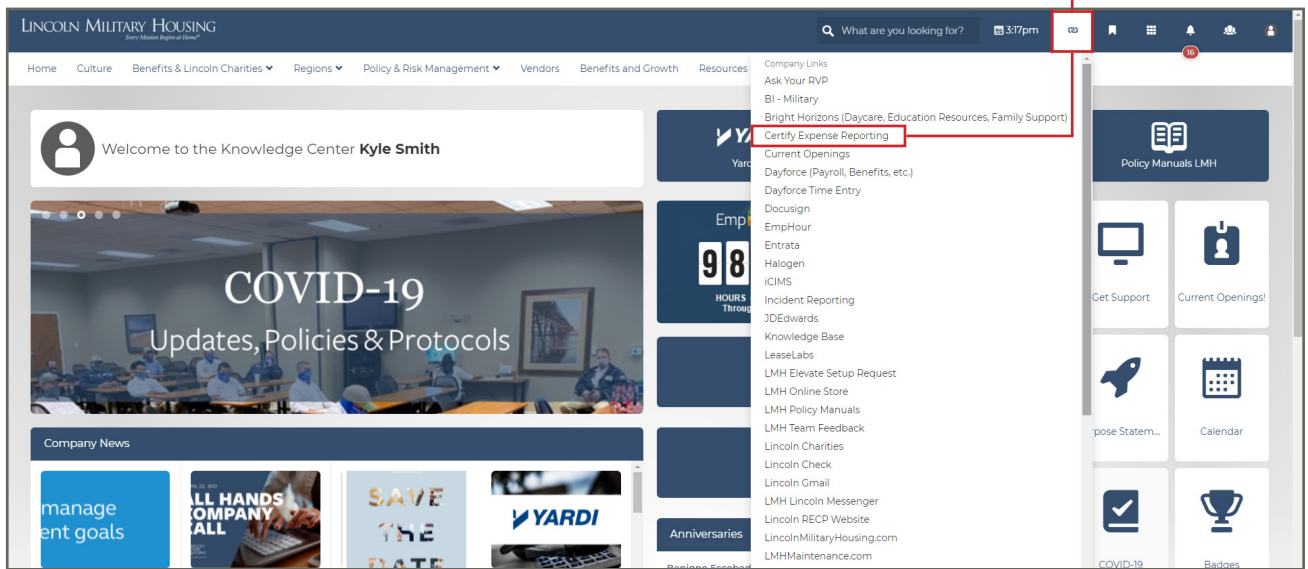 LINCOLN MILITARY HOUSING
Every Mission Begins at Home®
What are you looking for?
3:17pm
16
Home Culture Benefits & Lincoln Charities Regions Policy & Risk Management Vendors Benefits and Growth Resources
Company Links
Ask Your RVP
BI - Military
Bright Horizons (Daycare, Education Resources, Family Support)
Certify Expense Reporting
Current Openings
Dayforce (Payroll, Benefits, etc.)
Dayforce Time Entry
Docusign
EmpHour
Entrata
Halogen
iCIMS
Incident Reporting
JDEdwards
Knowledge Base
LeaseLabs
LMH Elevate Setup Request
LMH Online Store
LMH Policy Manuals
LMH Team Feedback
Lincoln Charities
Lincoln Check
Lincoln Gmail
LMH Lincoln Messenger
Lincoln RECP Website
LincolnMilitaryHousing.com
LMHMaintenance.com
Welcome to the Knowledge Center Kyle Smith
COVID-19
Updates, Policies & Protocols
Emp
98
HOURS
Policy Manuals LMH
Get Support
Current Openings!
Statem...
Calendar
COVID-19
Badges
Company News
manage
goals
ALL HANDS
COMPANY
CALL
SAVE
THE
DATE
YARDI
Anniversaries